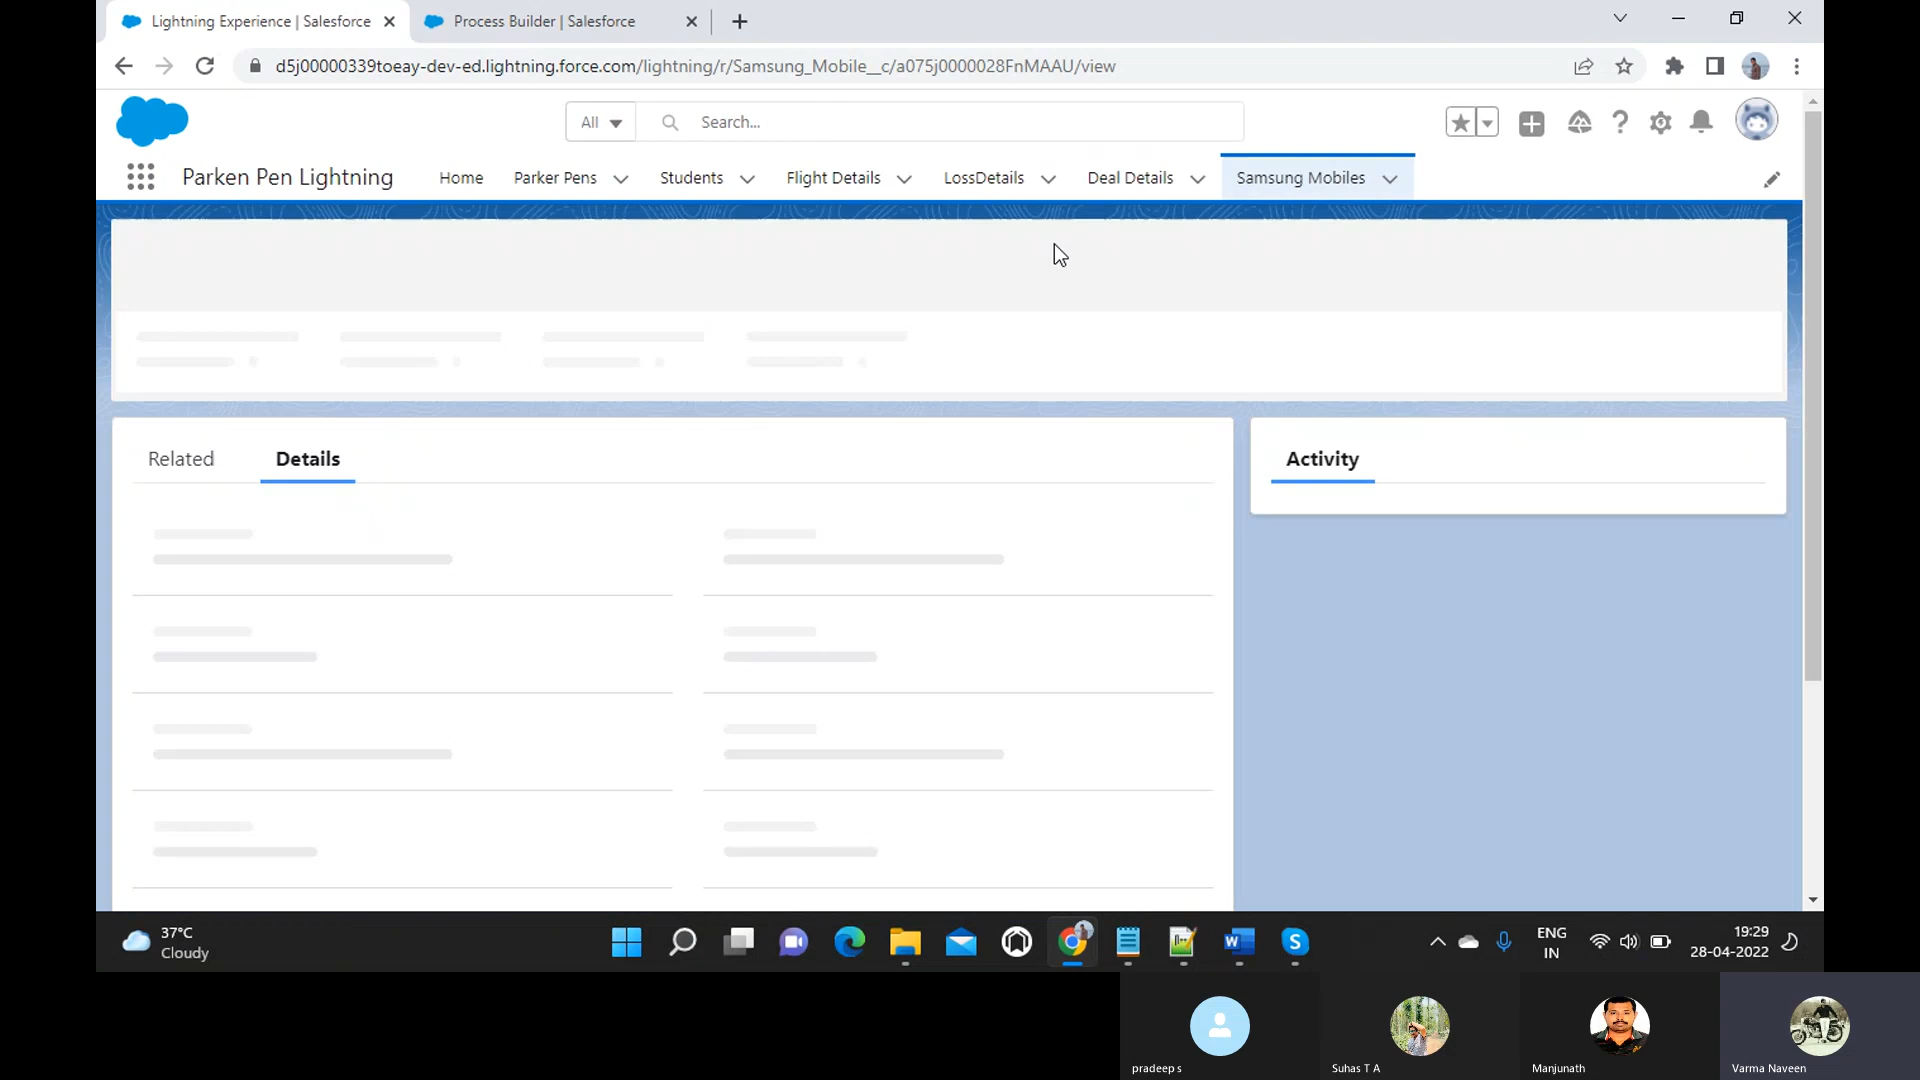 Lightning Experience | Salesforce
Process Builder | Salesforce
d5j00000339toeay-dev-ed.lightning.force.com/lightning/r/Samsung_Mobile__c/a075j0000028FnMAAU/view
All
Search...
Parken Pen Lightning
Home
Parker Pens
Students
Flight Details
LossDetails
Deal Details
Samsung Mobiles
Related
Details
Activity
37°C
Cloudy
ENG
IN
19:29
28-04-2022
pradeep s
Suhas T A
Manjunath
Varma Naveen